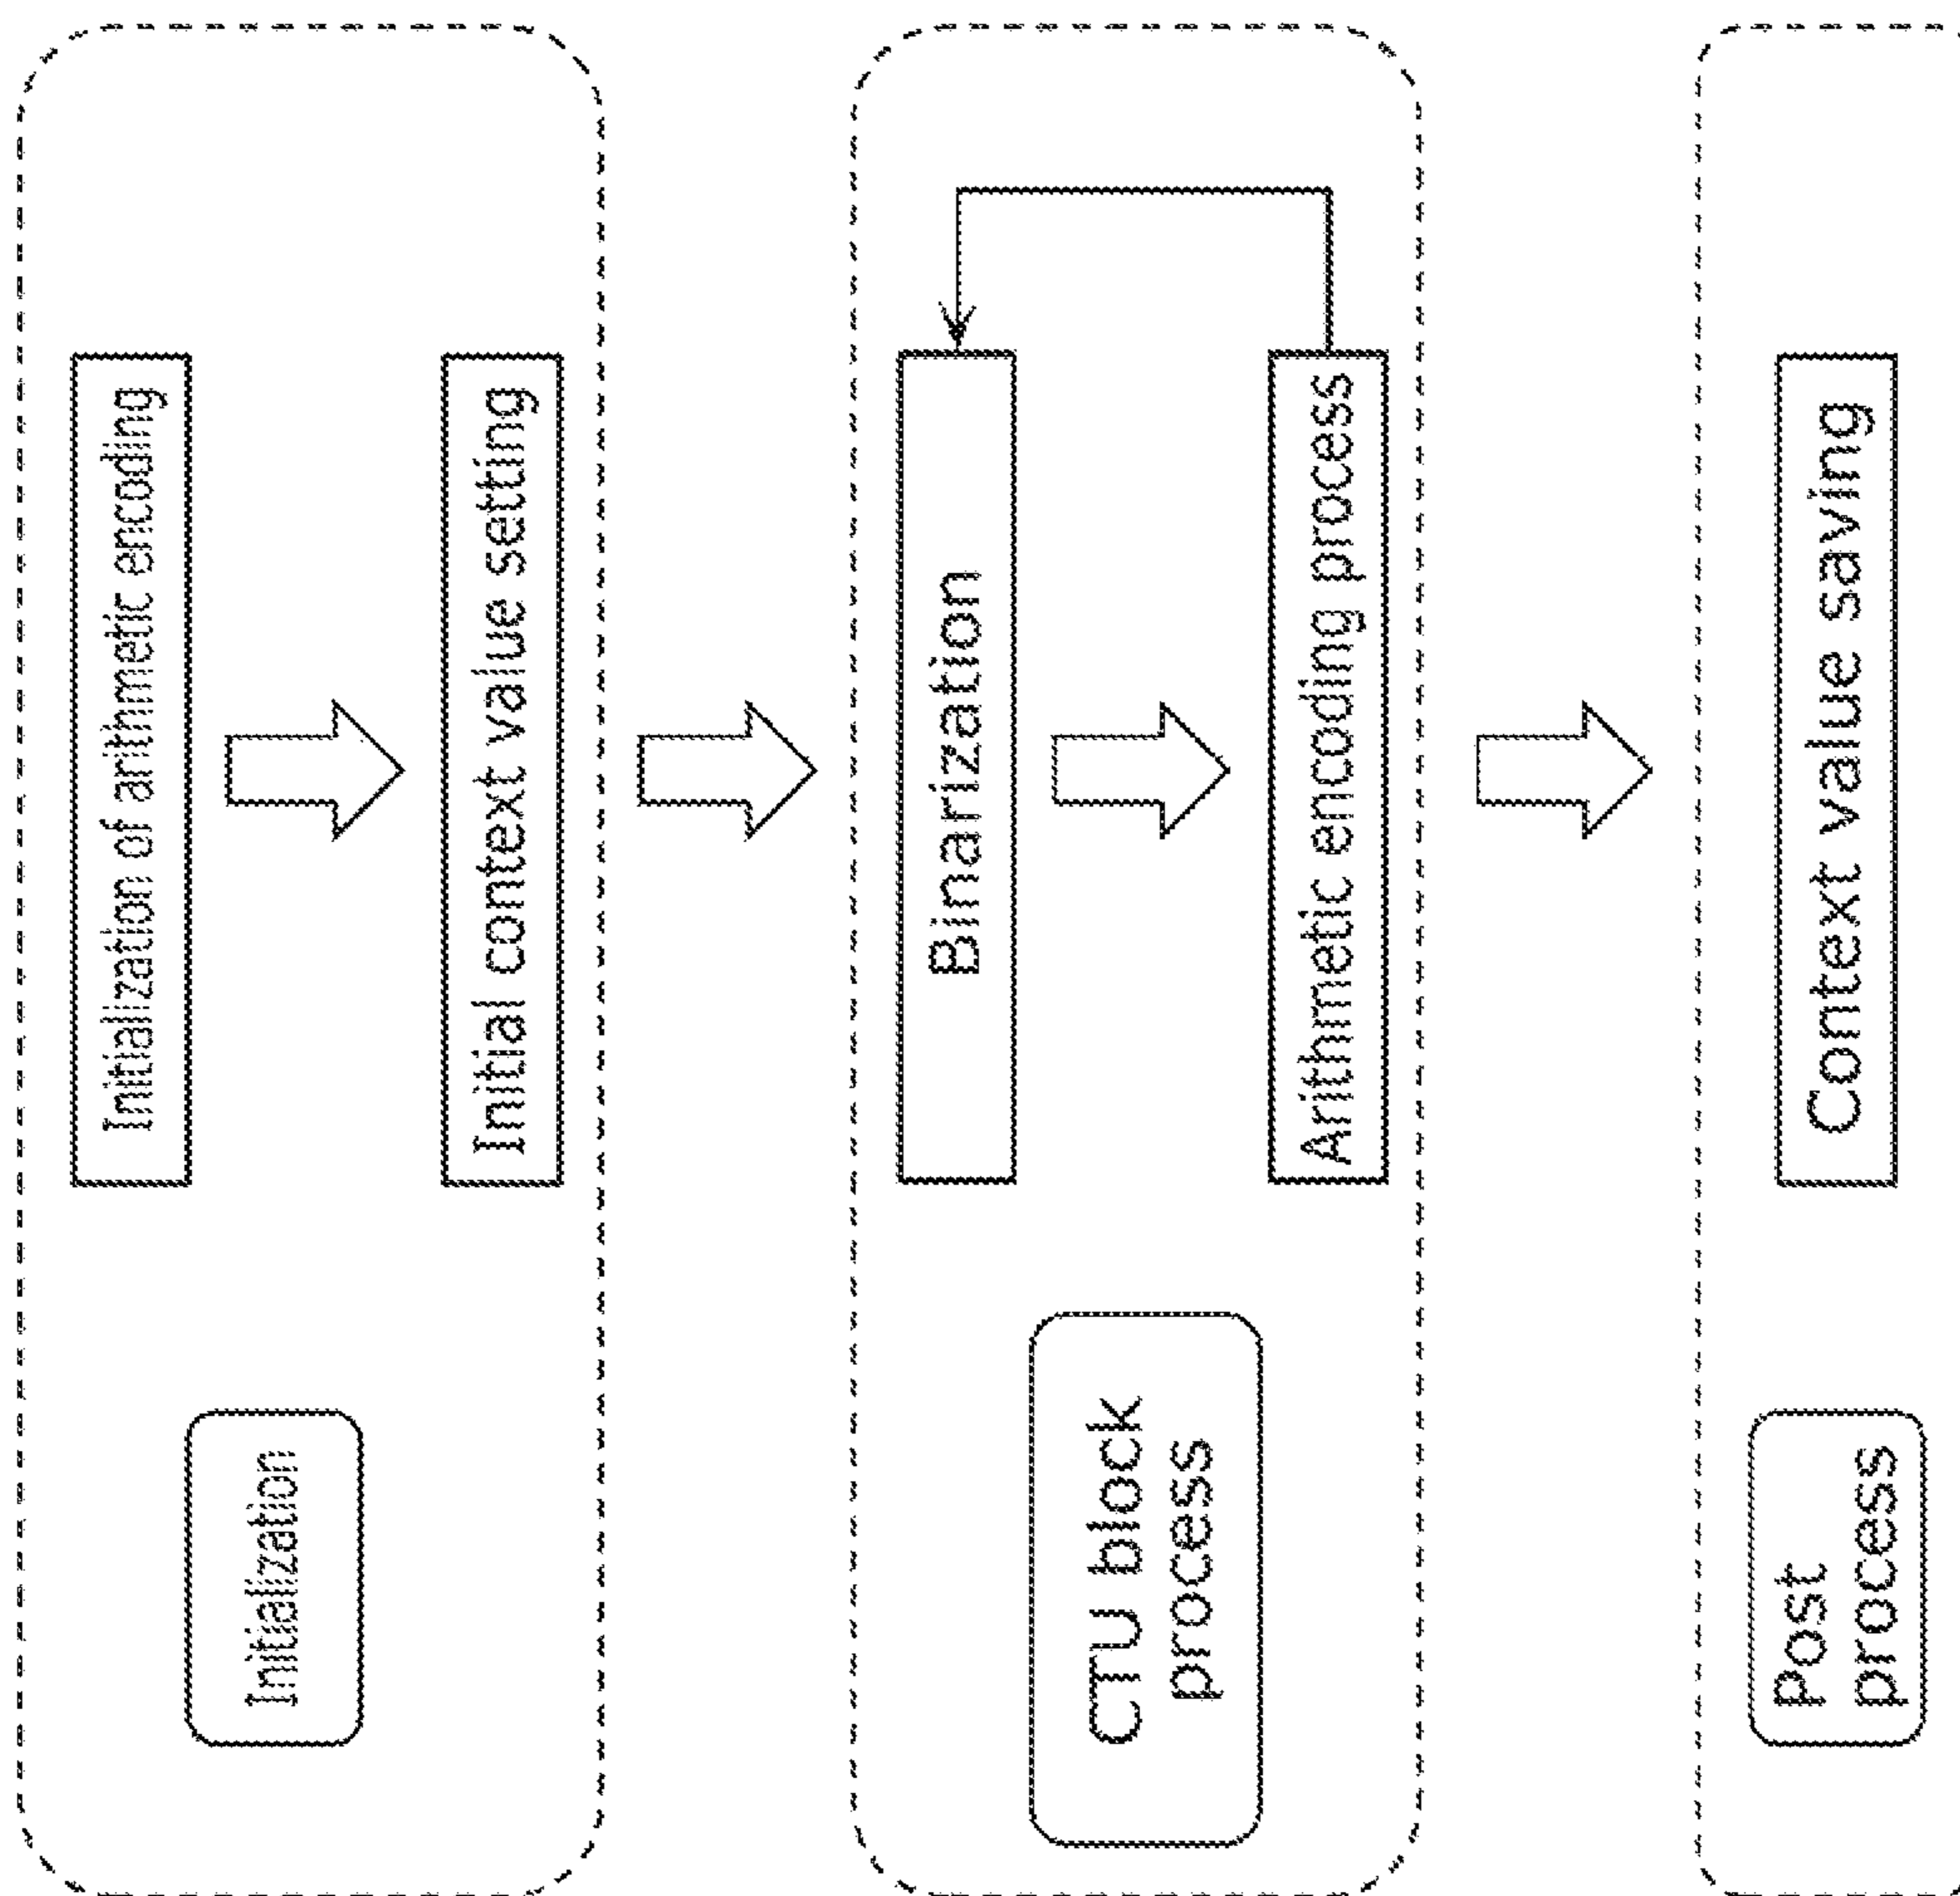 Initialization
Initialization of arithmetic encoding
Initial context value setting
CTU block
process
Binarization
Arithmetic encoding process
Post
process
Context value saving